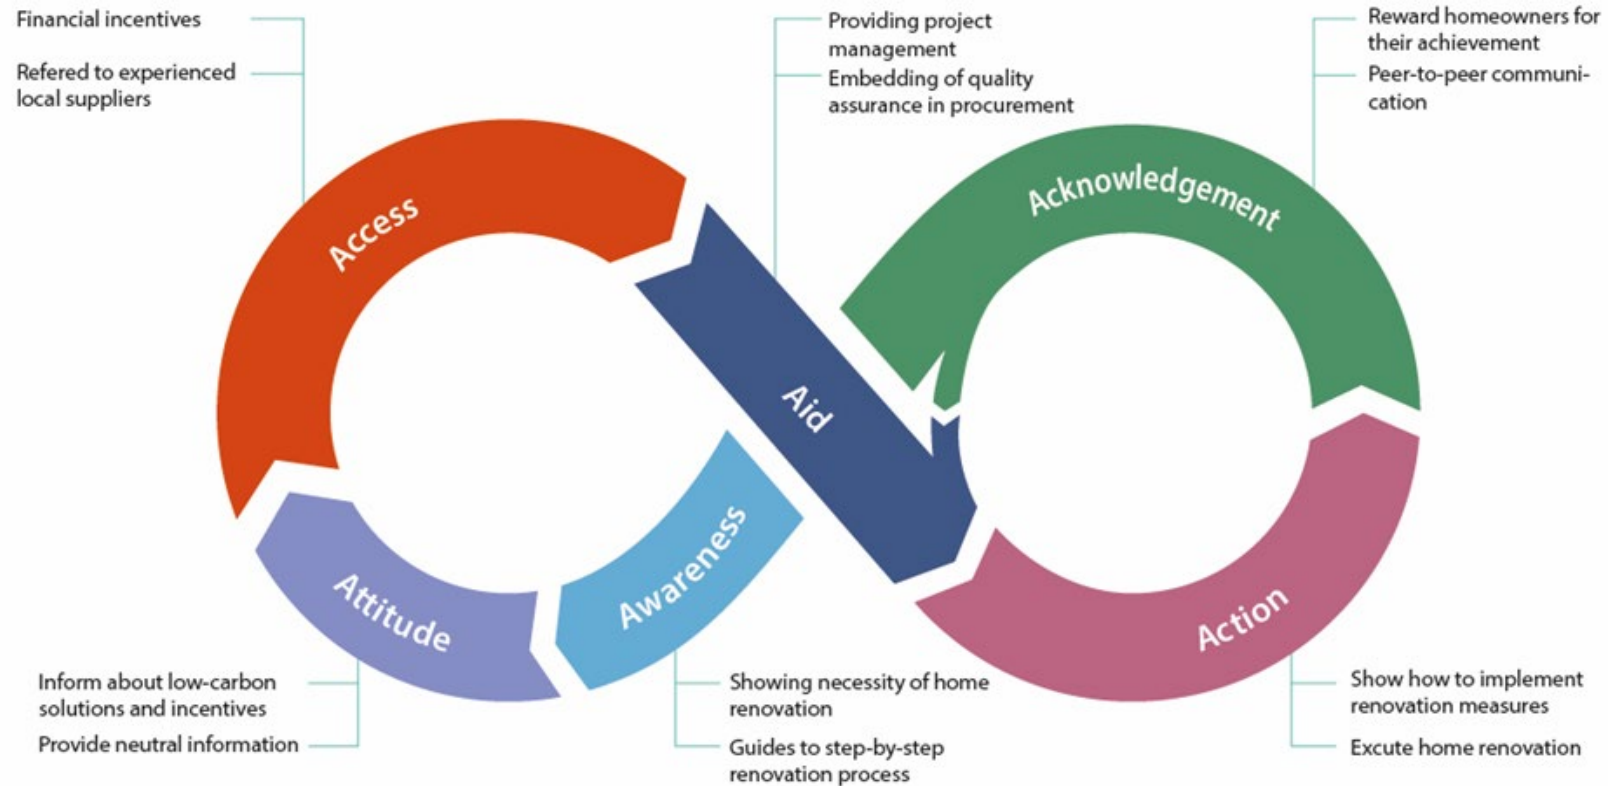 Financial incentives
Refered to experienced
local suppliers
Providing project
management
Embedding of quality
assurance in procurement
Reward homeowners for
their achievement
Peer-to-peer communi-
cation
Access
Acknowledgement
Aid
Awareness
Attitude
Action
Inform about low-carbon
solutions and incentives
Provide neutral information
Showing necessity of home
renovation
Guides to step-by-step
renovation process
Show how to implement
renovation measures
Excute home renovation